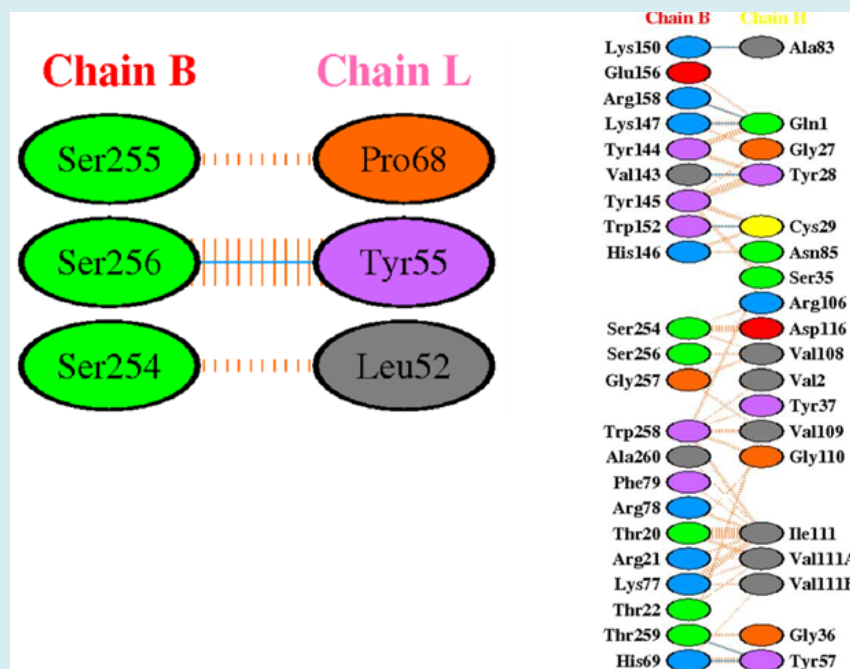 Chain B Chain L
Ser255 Pro68
Ser256 Tyr55
Ser254 Leu52
Chain B Chain H
Lys150 Ala83
Glu156
Arg158
Lys147 Gln1
Tyr144 Gly27
Val143 Tyr28
Tyr145
Trp152 Cys29
His146 Asn85
Ser35
Arg106
Ser254 Asp116
Ser256 Val108
Gly257 Val2
Tyr37
Trp258 Val109
Ala260 Gly110
Phe79
Arg78
Thr20 Ile111
Arg21 Val111A
Lys77 Val111B
Thr22
Thr259 Gly36
His69 Tyr57